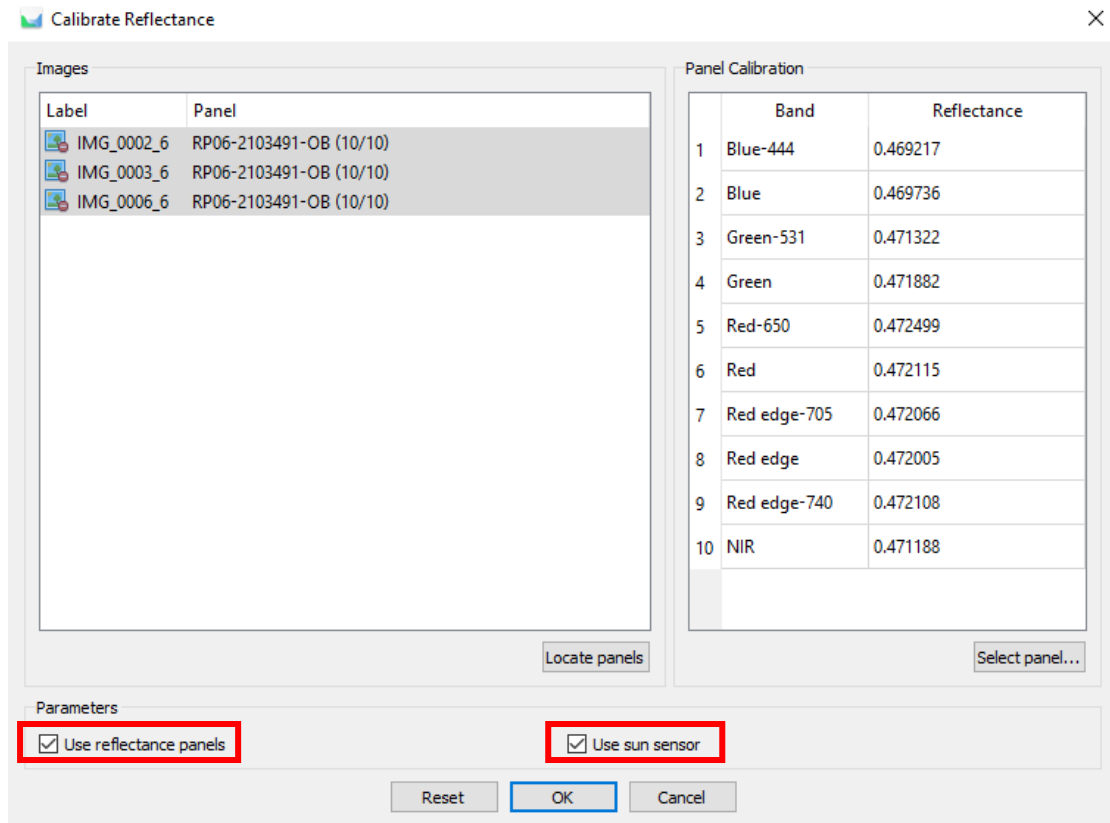 Calibrate Reflectance
Images
Label Panel
IMG_0002_6 RP06-2103491-OB (10/10)
IMG_0003_6 RP06-2103491-OB (10/10)
IMG_0006_6 RP06-2103491-OB (10/10)
Locate panels
Panel Calibration
Band Reflectance
1 Blue-444 0.469217
2 Blue 0.469736
3 Green-531 0.471322
4 Green 0.471882
5 Red-650 0.472499
6 Red 0.472115
7 Red edge-705 0.472066
8 Red edge 0.472005
9 Red edge-740 0.472108
10 NIR 0.471188
Select panel...
Parameters
Use reflectance panels Use sun sensor
Reset OK Cancel